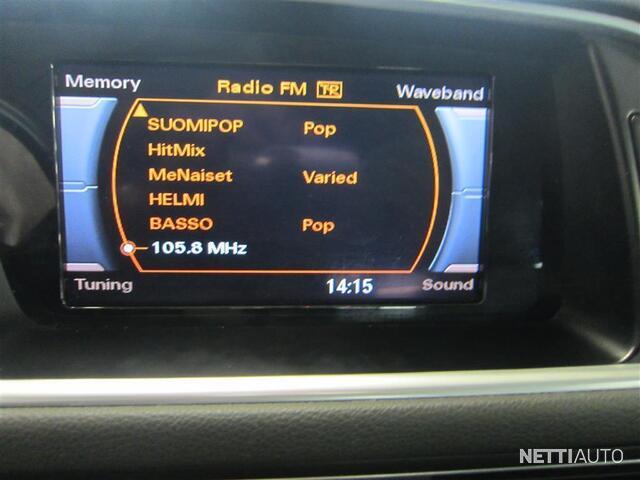 Memory Radio FM TP Waveband
SUOMIPOP Pop
HitMix
MeNaiset Varied
HELMI
BASSO Pop
105.8 MHz
Tuning 14:15 Sound
NETTIAUTO